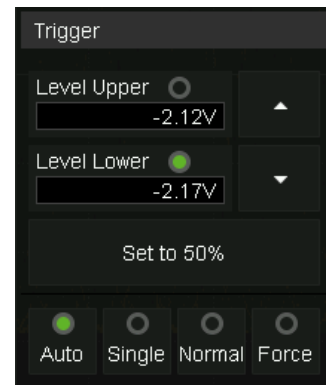 Trigger
Level Upper
-2.12V
Level Lower
-2.17V
Set to 50%
Auto Single Normal Force